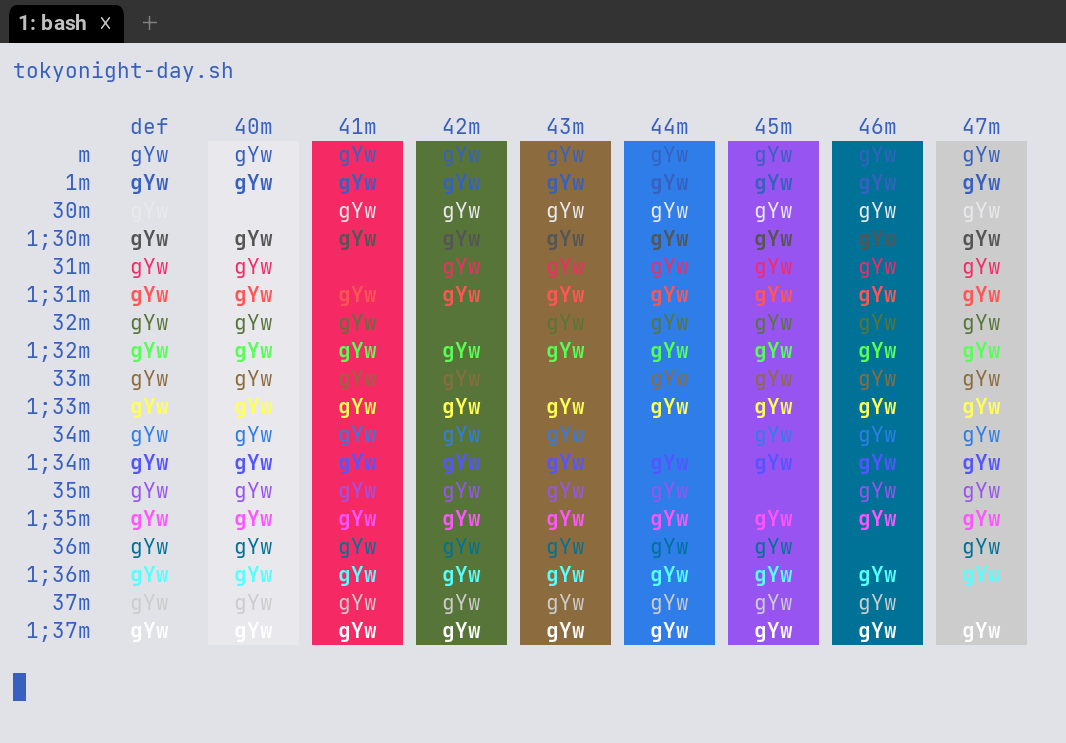 1: bash x +
tokyonight-day.sh
def 40m 41m 42m 43m 44m 45m 46m 47m
m gYw gYw gYw gYw gYw gYw gYw gYw gYw
1m gYw gYw gYw gYw gYw gYw gYw gYw gYw
30m gYw gYw gYw gYw gYw gYw gYw gYw
1;30m gYw gYw gYw gYw gYw gYw gYw gYw gYw
31m gYw gYw gYw gYw gYw gYw gYw gYw
1;31m gYw gYw gYw gYw gYw gYw gYw gYw gYw
32m gYw gYw gYw gYw gYw gYw gYw gYw
1;32m gYw gYw gYw gYw gYw gYw gYw gYw gYw
33m gYw gYw gYw gYw gYw gYw gYw gYw
1;33m gYw gYw gYw gYw gYw gYw gYw gYw gYw
34m gYw gYw gYw gYw gYw gYw gYw gYw
1;34m gYw gYw gYw gYw gYw gYw gYw gYw gYw
35m gYw gYw gYw gYw gYw gYw gYw gYw
1;35m gYw gYw gYw gYw gYw gYw gYw gYw gYw
36m gYw gYw gYw gYw gYw gYw gYw gYw
1;36m gYw gYw gYw gYw gYw gYw gYw gYw gYw
37m gYw gYw gYw gYw gYw gYw gYw gYw
1;37m gYw gYw gYw gYw gYw gYw gYw gYw gYw